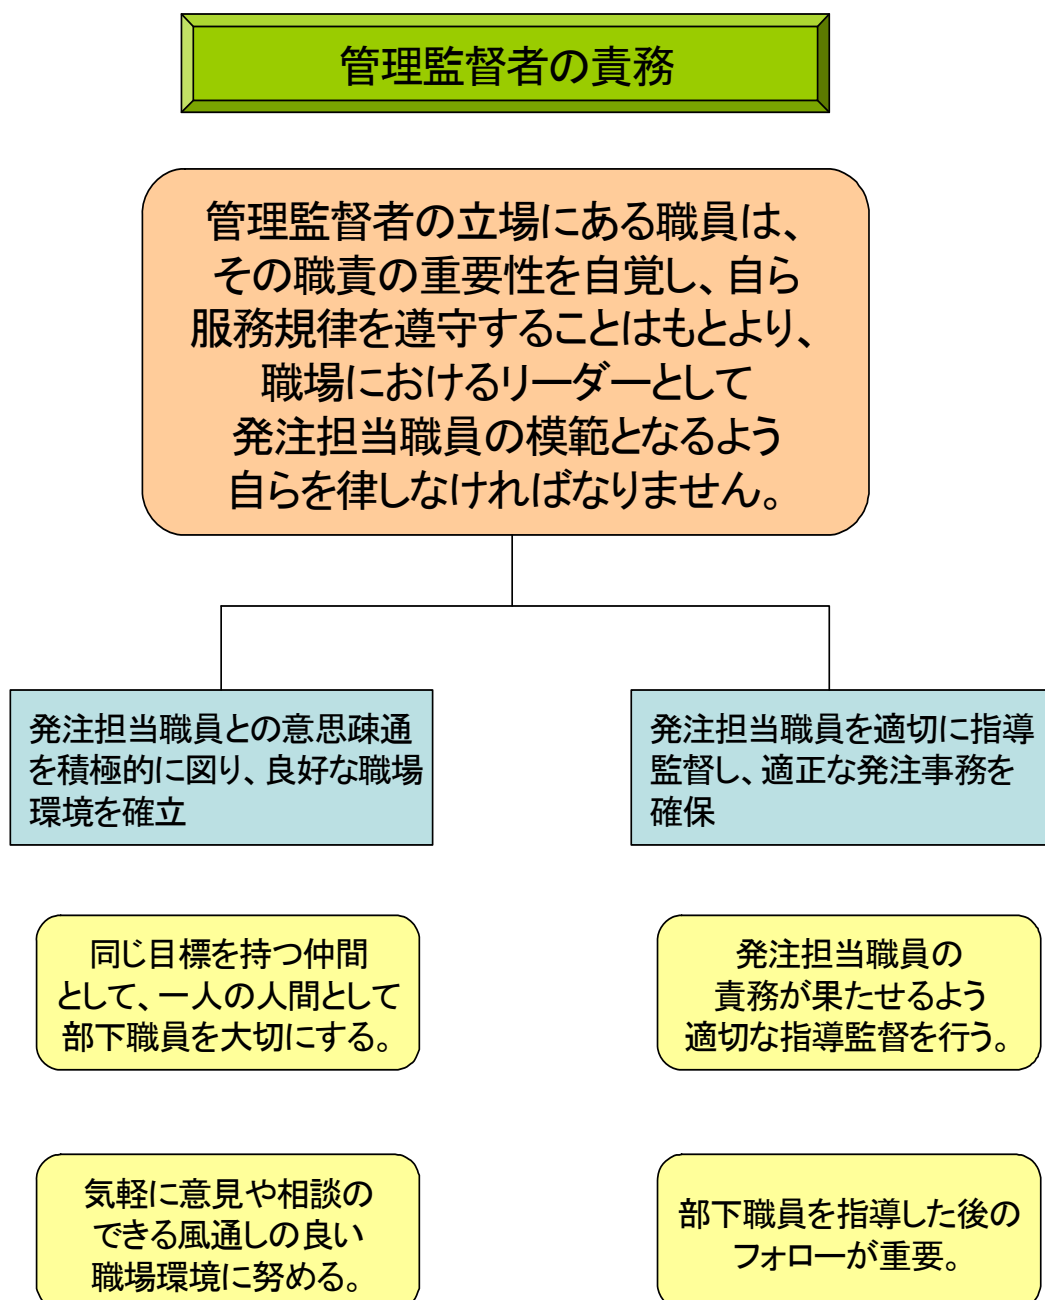 管理監督者の責務
管理監督者の立場にある職員は、
その職責の重要性を自覚し、自ら
服務規律を遵守することはもとより、
職場におけるリーダーとして
発注担当職員の模範となるよう
自らを律しなければなりません。
発注担当職員との意思疎通
を積極的に図り、良好な職場
環境を確立
発注担当職員を適切に指導
監督し、適正な発注事務を
確保
同じ目標を持つ仲間
として、一人の人間として
部下職員を大切にする。
発注担当職員の
責務が果たせるよう
適切な指導監督を行う。
気軽に意見や相談の
できる風通しの良い
職場環境に努める。
部下職員を指導した後の
フォローが重要。